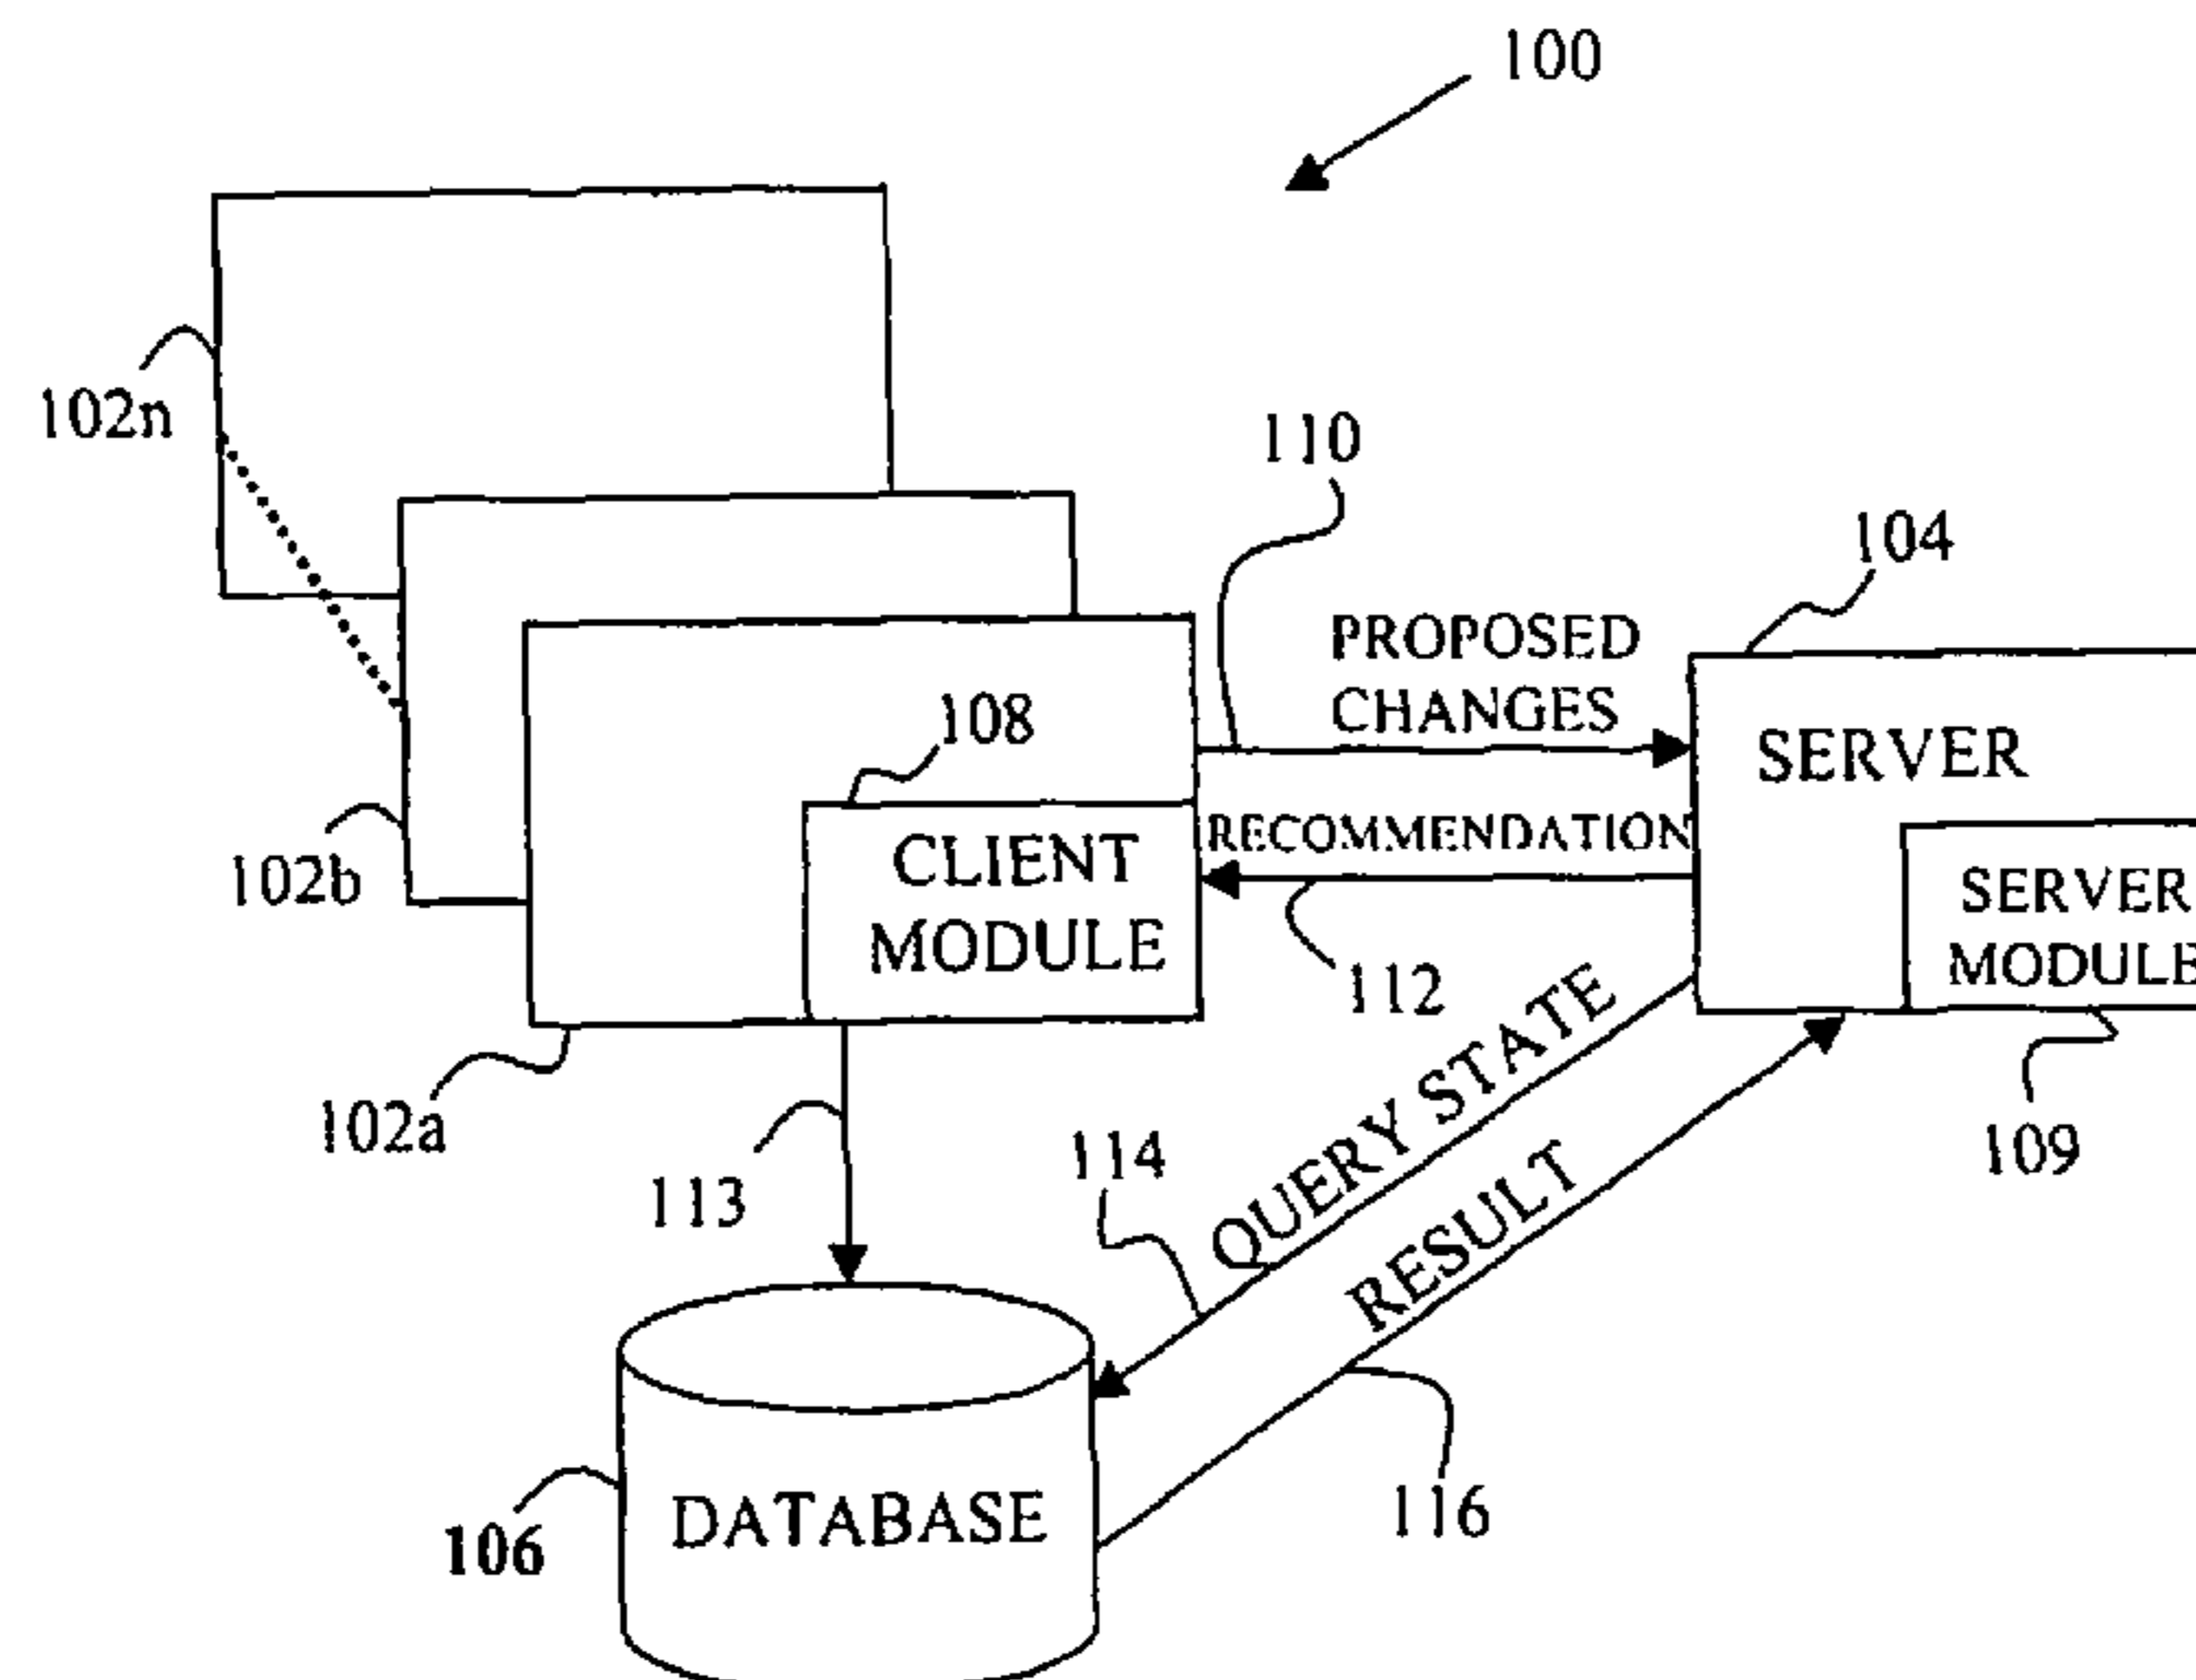 100
102n
110
104
PROPOSED
CHANGES
108
SERVER
RECOMMENDATION
CLIENT
MODULE
102b
SERVER
MODULE
112
102a
QUERY STATE
114
109
113
RESULT
116
DATABASE
106